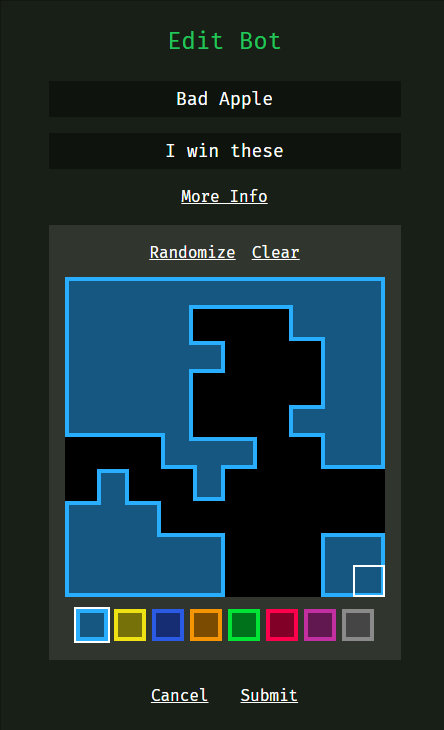 Edit Bot
Bad Apple
I win these
More Info
Randomize Clear
Cancel Submit